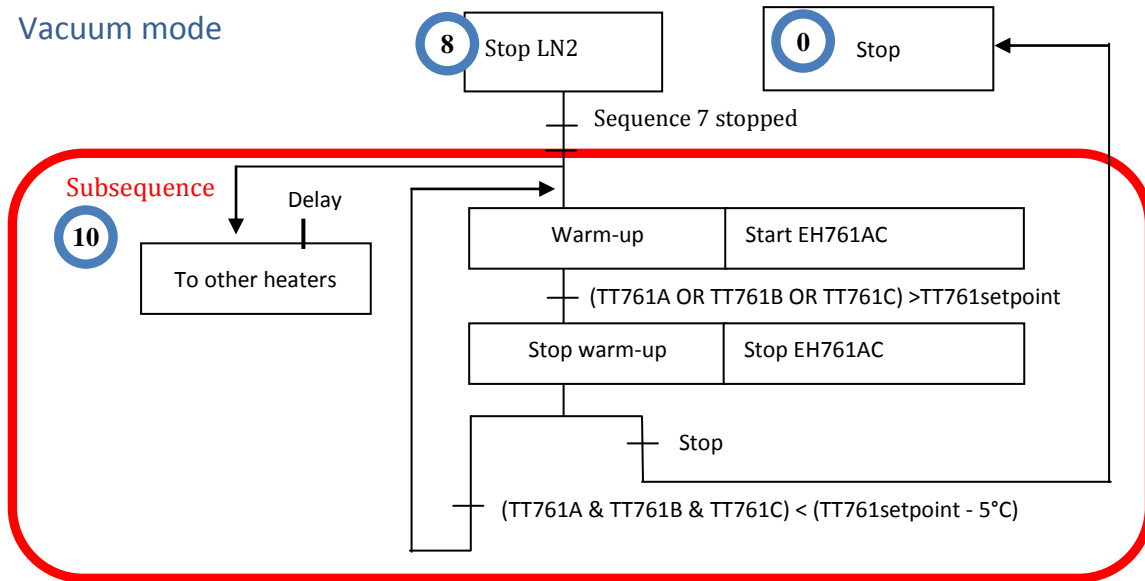 Vacuum mode
8
Stop LN2
0
Stop
Sequence 7 stopped
Subsequence
10
Delay
To other heaters
Warm-up
Start EH761AC
(TT761A OR TT761B OR TT761C) >TT761setpoint
Stop warm-up
Stop EH761AC
Stop
(TT761A & TT761B & TT761C) < (TT761setpoint - 5°C)